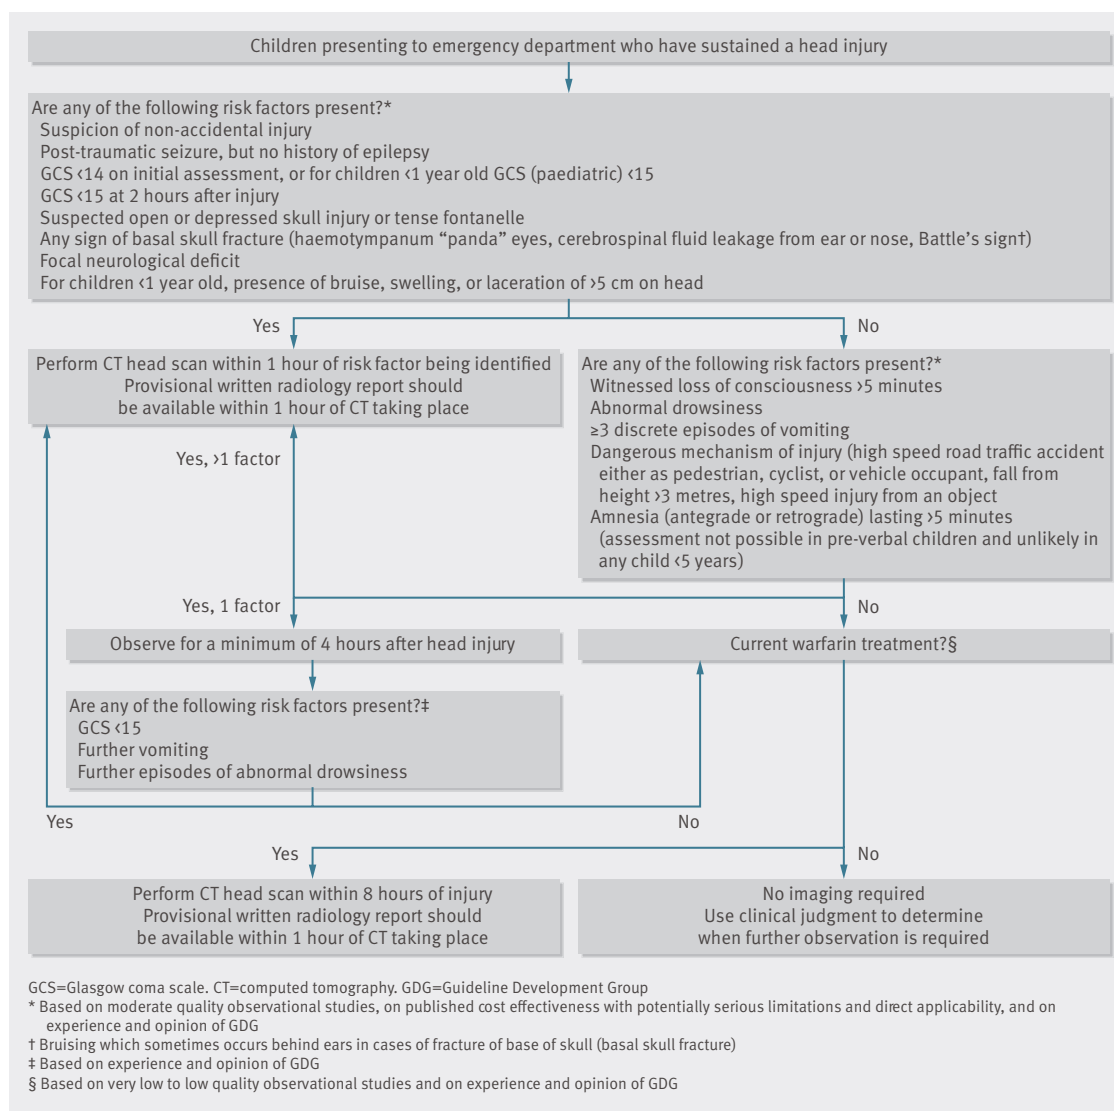 Children presenting to emergency department who have sustained a head injury
Are any of the following risk factors present?*
Suspicion of non-accidental injury
Post-traumatic seizure, but no history of epilepsy
GCS <14 on initial assessment, or for children <1 year old GCS (paediatric) <15
GCS <15 at 2 hours after injury
Suspected open or depressed skull injury or tense fontanelle
Any sign of basal skull fracture (haemotympanum “panda” eyes, cerebrospinal fluid leakage from ear or nose, Battle’s sign†)
Focal neurological deficit
For children <1 year old, presence of bruise, swelling, or laceration of >5 cm on head
Yes
No
Perform CT head scan within 1 hour of risk factor being identified
Provisional written radiology report should
be available within 1 hour of CT taking place
Are any of the following risk factors present?*
Witnessed loss of consciousness >5 minutes
Abnormal drowsiness
≥3 discrete episodes of vomiting
Dangerous mechanism of injury (high speed road traffic accident
either as pedestrian, cyclist, or vehicle occupant, fall from
height >3 metres, high speed injury from an object
Amnesia (antegrade or retrograde) lasting >5 minutes
(assessment not possible in pre-verbal children and unlikely in
any child <5 years)
Yes, >1 factor
Yes, 1 factor
No
Observe for a minimum of 4 hours after head injury
Current warfarin treatment?§
Are any of the following risk factors present?‡
GCS <15
Further vomiting
Further episodes of abnormal drowsiness
Yes
No
Yes
No
Perform CT head scan within 8 hours of injury
Provisional written radiology report should
be available within 1 hour of CT taking place
No imaging required
Use clinical judgment to determine
when further observation is required
GCS=Glasgow coma scale. CT=computed tomography. GDG=Guideline Development Group
* Based on moderate quality observational studies, on published cost effectiveness with potentially serious limitations and direct applicability, and on
experience and opinion of GDG
† Bruising which sometimes occurs behind ears in cases of fracture of base of skull (basal skull fracture)
‡ Based on experience and opinion of GDG
§ Based on very low to low quality observational studies and on experience and opinion of GDG